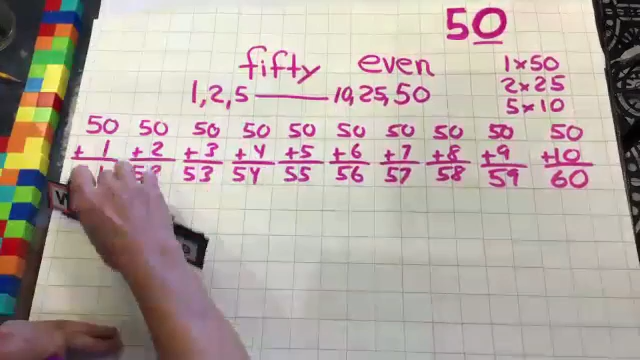 50
fifty even 1×50
1, 2, 5 10, 25, 50 2×25
5×10
50 50 50 50 50 50 50 50 50 50
+1 +2 +3 +4 +5 +6 +7 +8 +9 +10
53 54 55 56 57 58 59 60